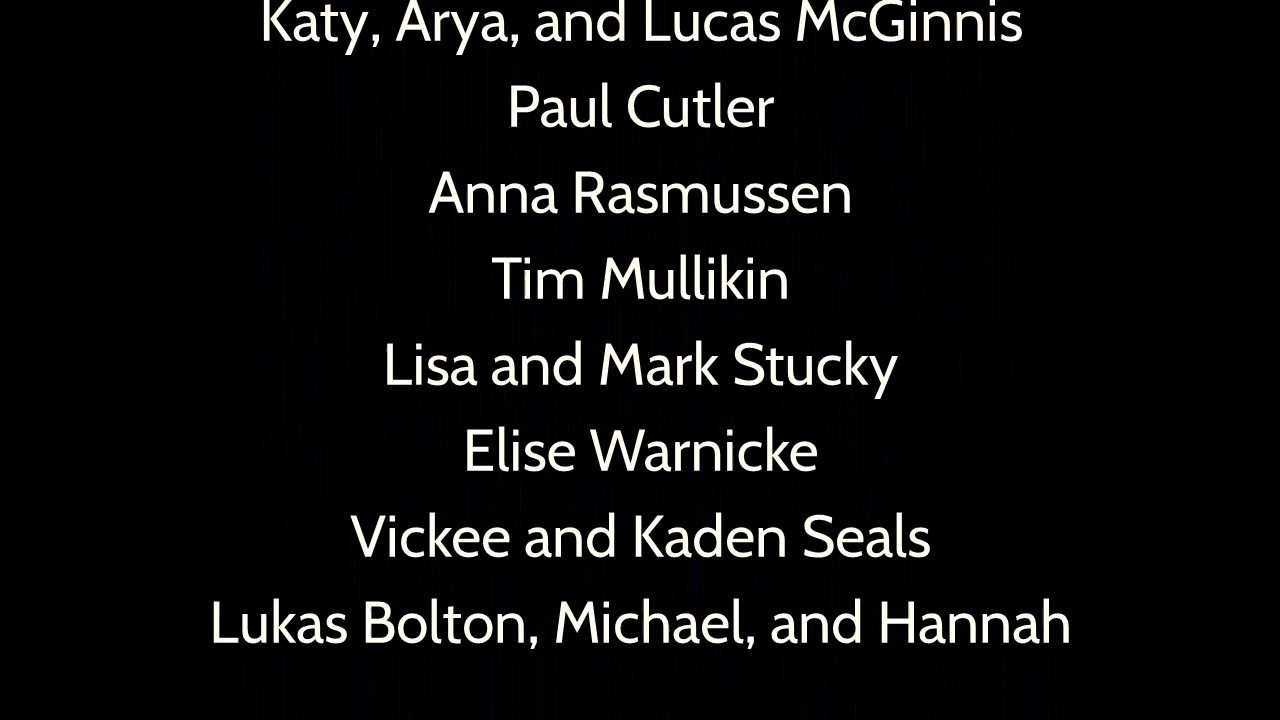 Katy, Arya, and Lucas McGinnis
Paul Cutler
Anna Rasmussen
Tim Mullikin
Lisa and Mark Stucky
Elise Warnicke
Vickee and Kaden Seals
Lukas Bolton, Michael, and Hannah